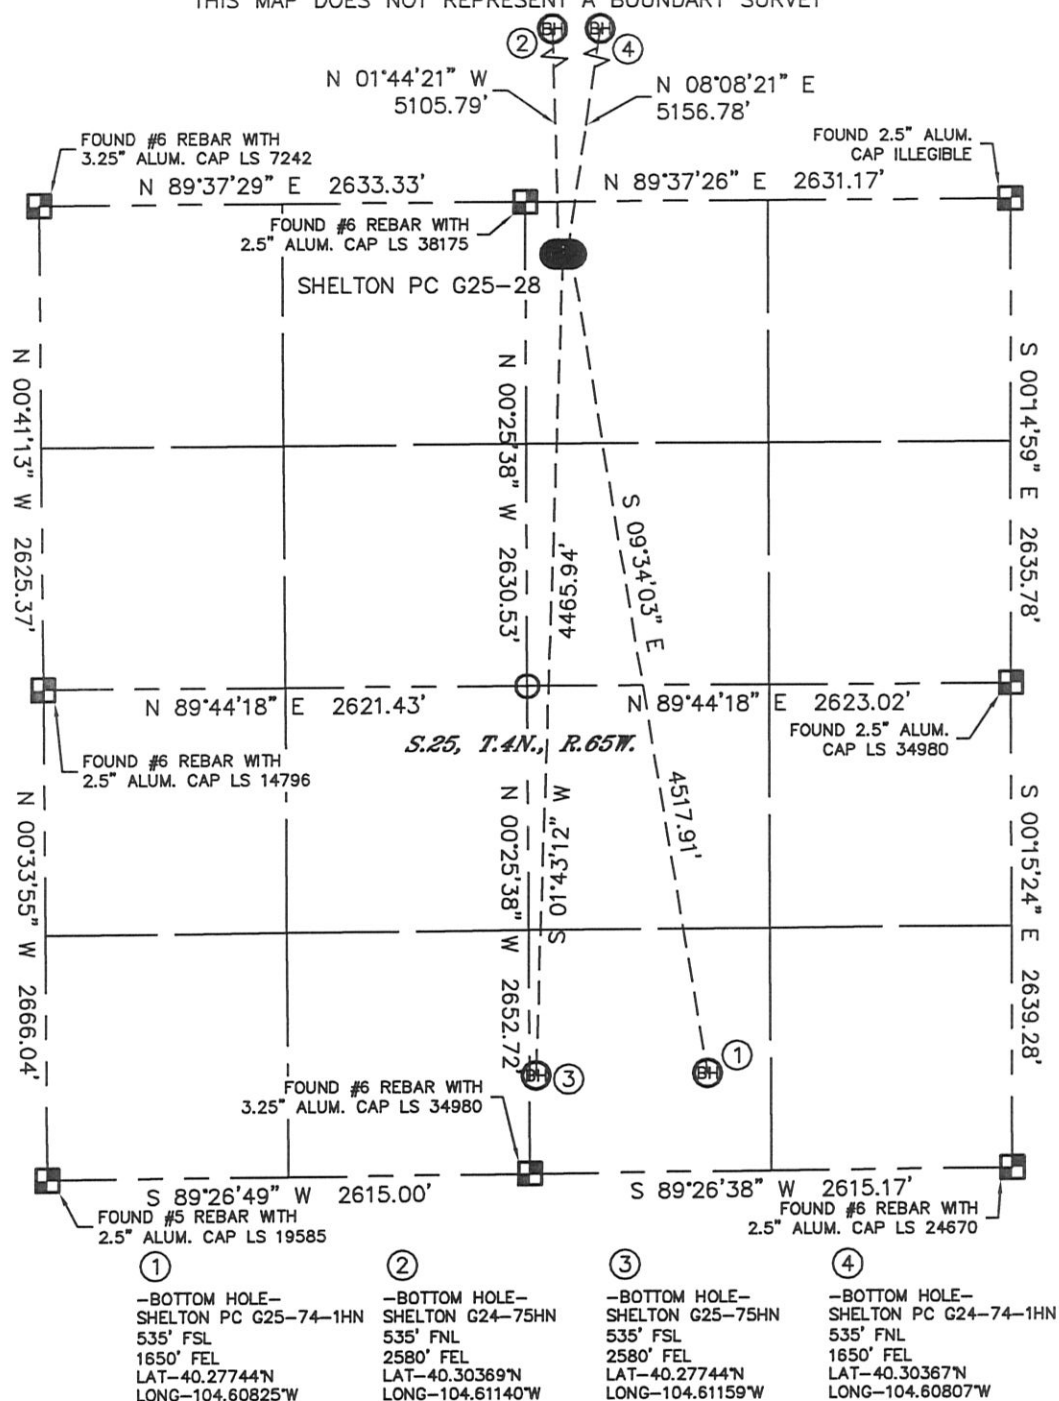 THIS MAP DOES NOT REPRESENT A BOUNDARY SURVEY
BH BH
2 4
N 01°44'21" W
5105.79'
N 08°08'21" E
5156.78'
FOUND #6 REBAR WITH
3.25" ALUM. CAP LS 7242
FOUND 2.5" ALUM.
CAP ILLEGIBLE
N 89°37'29" E 2633.33'
N 89°37'26" E 2631.17'
FOUND #6 REBAR WITH
2.5" ALUM. CAP LS 38175
SHELTON PC G25-28
N 00°41'13" W 2625.37'
N 00°25'38" W 2630.53'
4465.94'
S 09°34'03" E
S 00°14'59" E 2635.78'
N 89°44'18" E 2621.43'
N 89°44'18" E 2623.02'
S.25, T.4N., R.65W.
FOUND 2.5" ALUM.
CAP LS 34980
FOUND #6 REBAR WITH
2.5" ALUM. CAP LS 14796
N 00°33'55" W 2666.04'
N 00°25'38" W 2652.72'
S 01°43'12" W
4517.91'
S 00°15'24" E 2639.28'
BH 3
BH 1
FOUND #6 REBAR WITH
3.25" ALUM. CAP LS 34980
S 89°26'49" W 2615.00'
S 89°26'38" W 2615.17'
FOUND #5 REBAR WITH
2.5" ALUM. CAP LS 19585
FOUND #6 REBAR WITH
2.5" ALUM. CAP LS 24670
1
-BOTTOM HOLE-
SHELTON PC G25-74-1HN
535' FSL
1650' FEL
LAT-40.27744°N
LONG-104.60825°W
2
-BOTTOM HOLE-
SHELTON G24-75HN
535' FNL
2580' FEL
LAT-40.30369°N
LONG-104.61140°W
3
-BOTTOM HOLE-
SHELTON G25-75HN
535' FSL
2580' FEL
LAT-40.27744°N
LONG-104.61159°W
4
-BOTTOM HOLE-
SHELTON PC G24-74-1HN
535' FNL
1650' FEL
LAT-40.30367°N
LONG-104.60807°W